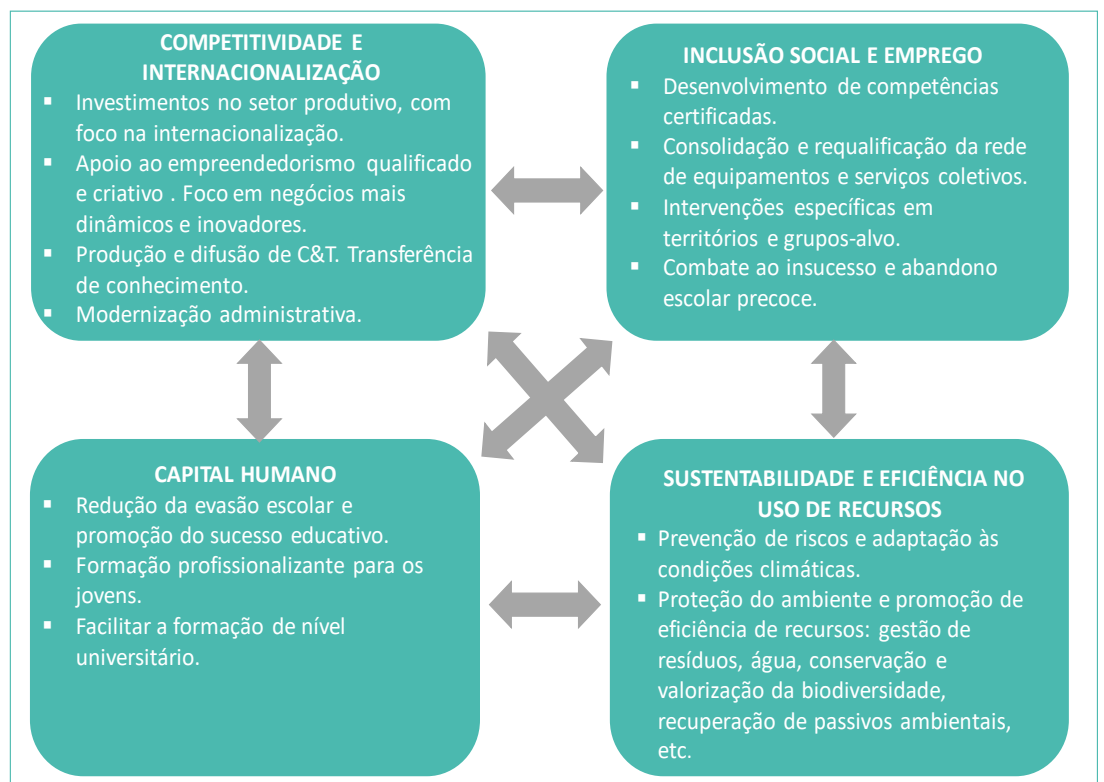 COMPETITIVIDADE E
INTERNACIONALIZAÇÃO
▪ Investimentos no setor produtivo, com
foco na internacionalização.
▪ Apoio ao empreendedorismo qualificado
e criativo . Foco em negócios mais
dinâmicos e inovadores.
▪ Produção e difusão de C&T. Transferência
de conhecimento.
▪ Modernização administrativa.
INCLUSÃO SOCIAL E EMPREGO
▪ Desenvolvimento de competências
certificadas.
▪ Consolidação e requalificação da rede
de equipamentos e serviços coletivos.
▪ Intervenções específicas em
territórios e grupos-alvo.
▪ Combate ao insucesso e abandono
escolar precoce.
CAPITAL HUMANO
▪ Redução da evasão escolar e
promoção do sucesso educativo.
▪ Formação profissionalizante para os
jovens.
▪ Facilitar a formação de nível
universitário.
SUSTENTABILIDADE E EFICIÊNCIA NO
USO DE RECURSOS
▪ Prevenção de riscos e adaptação às
condições climáticas.
▪ Proteção do ambiente e promoção de
eficiência de recursos: gestão de
resíduos, água, conservação e
valorização da biodiversidade,
recuperação de passivos ambientais,
etc.